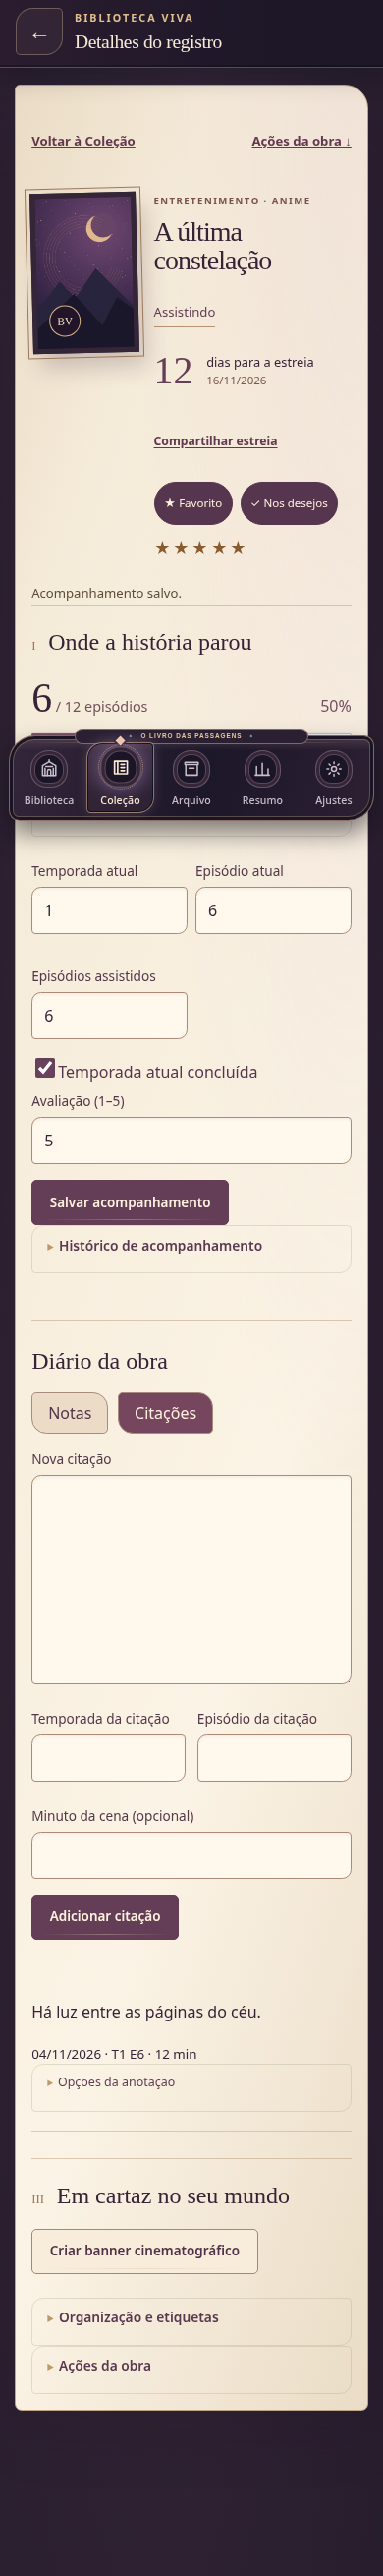 ←
BIBLIOTECA VIVA
Detalhes do registro
Voltar à Coleção
Ações da obra ↓
BV
ENTRETENIMENTO · ANIME
A última
constelação
Assistindo
12
dias para a estreia
16/11/2026
Compartilhar estreia
★ Favorito
✓ Nos desejos
★★★★★
Acompanhamento salvo.
I Onde a história parou
6 / 12 episódios
50%
O LIVRO DAS PASSAGENS
Biblioteca
Coleção
Arquivo
Resumo
Ajustes
Temporada atual
Episódio atual
1
6
Episódios assistidos
6
Temporada atual concluída
Avaliação (1–5)
5
Salvar acompanhamento
▸ Histórico de acompanhamento
Diário da obra
Notas
Citações
Nova citação
Temporada da citação
Episódio da citação
Minuto da cena (opcional)
Adicionar citação
Há luz entre as páginas do céu.
04/11/2026 · T1 E6 · 12 min
▸ Opções da anotação
III Em cartaz no seu mundo
Criar banner cinematográfico
▸ Organização e etiquetas
▸ Ações da obra